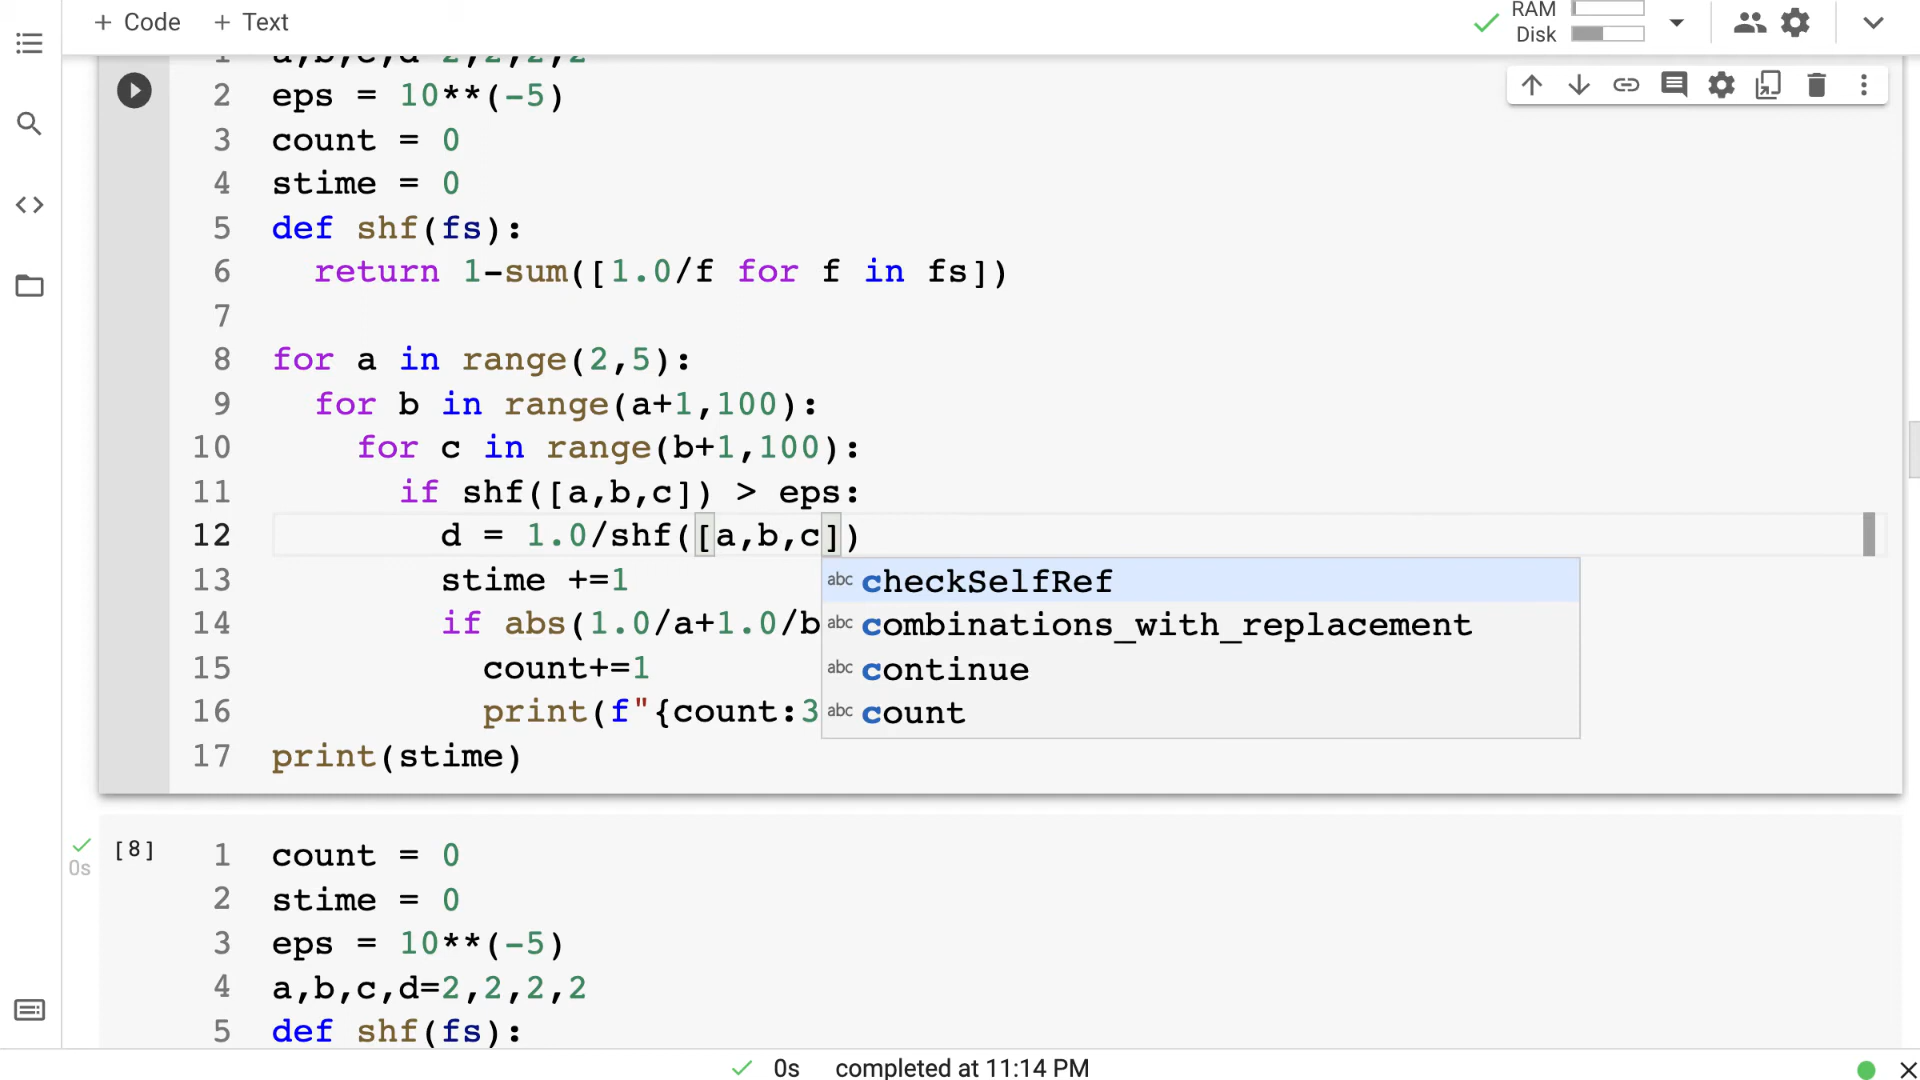 + Code + Text
RAM
Disk
1 a,b,c,d=2,2,2,2
2 eps = 10**(-5)
3 count = 0
4 stime = 0
5 def shf(fs):
6 return 1-sum([1.0/f for f in fs])
7
8 for a in range(2,5):
9 for b in range(a+1,100):
10 for c in range(b+1,100):
11 if shf([a,b,c]) > eps:
12 d = 1.0/shf([a,b,c])
13 stime +=1
14 if abs(1.0/a+1.0/b
15 count+=1
16 print(f"{count:3
17 print(stime)
abc checkSelfRef
abc combinations_with_replacement
abc continue
abc count
0s
[8]
1 count = 0
2 stime = 0
3 eps = 10**(-5)
4 a,b,c,d=2,2,2,2
5 def shf(fs):
0s completed at 11:14 PM